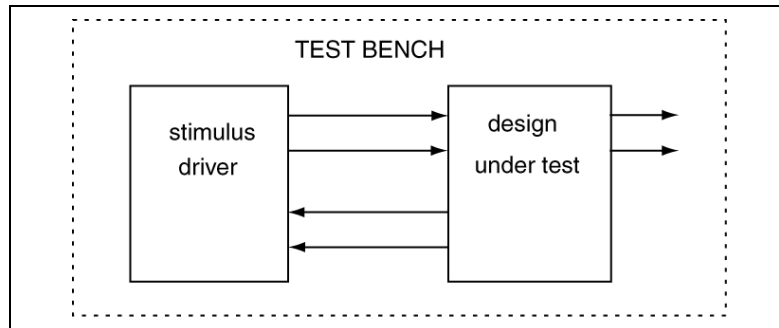 TEST BENCH
stimulus
driver
design
under test